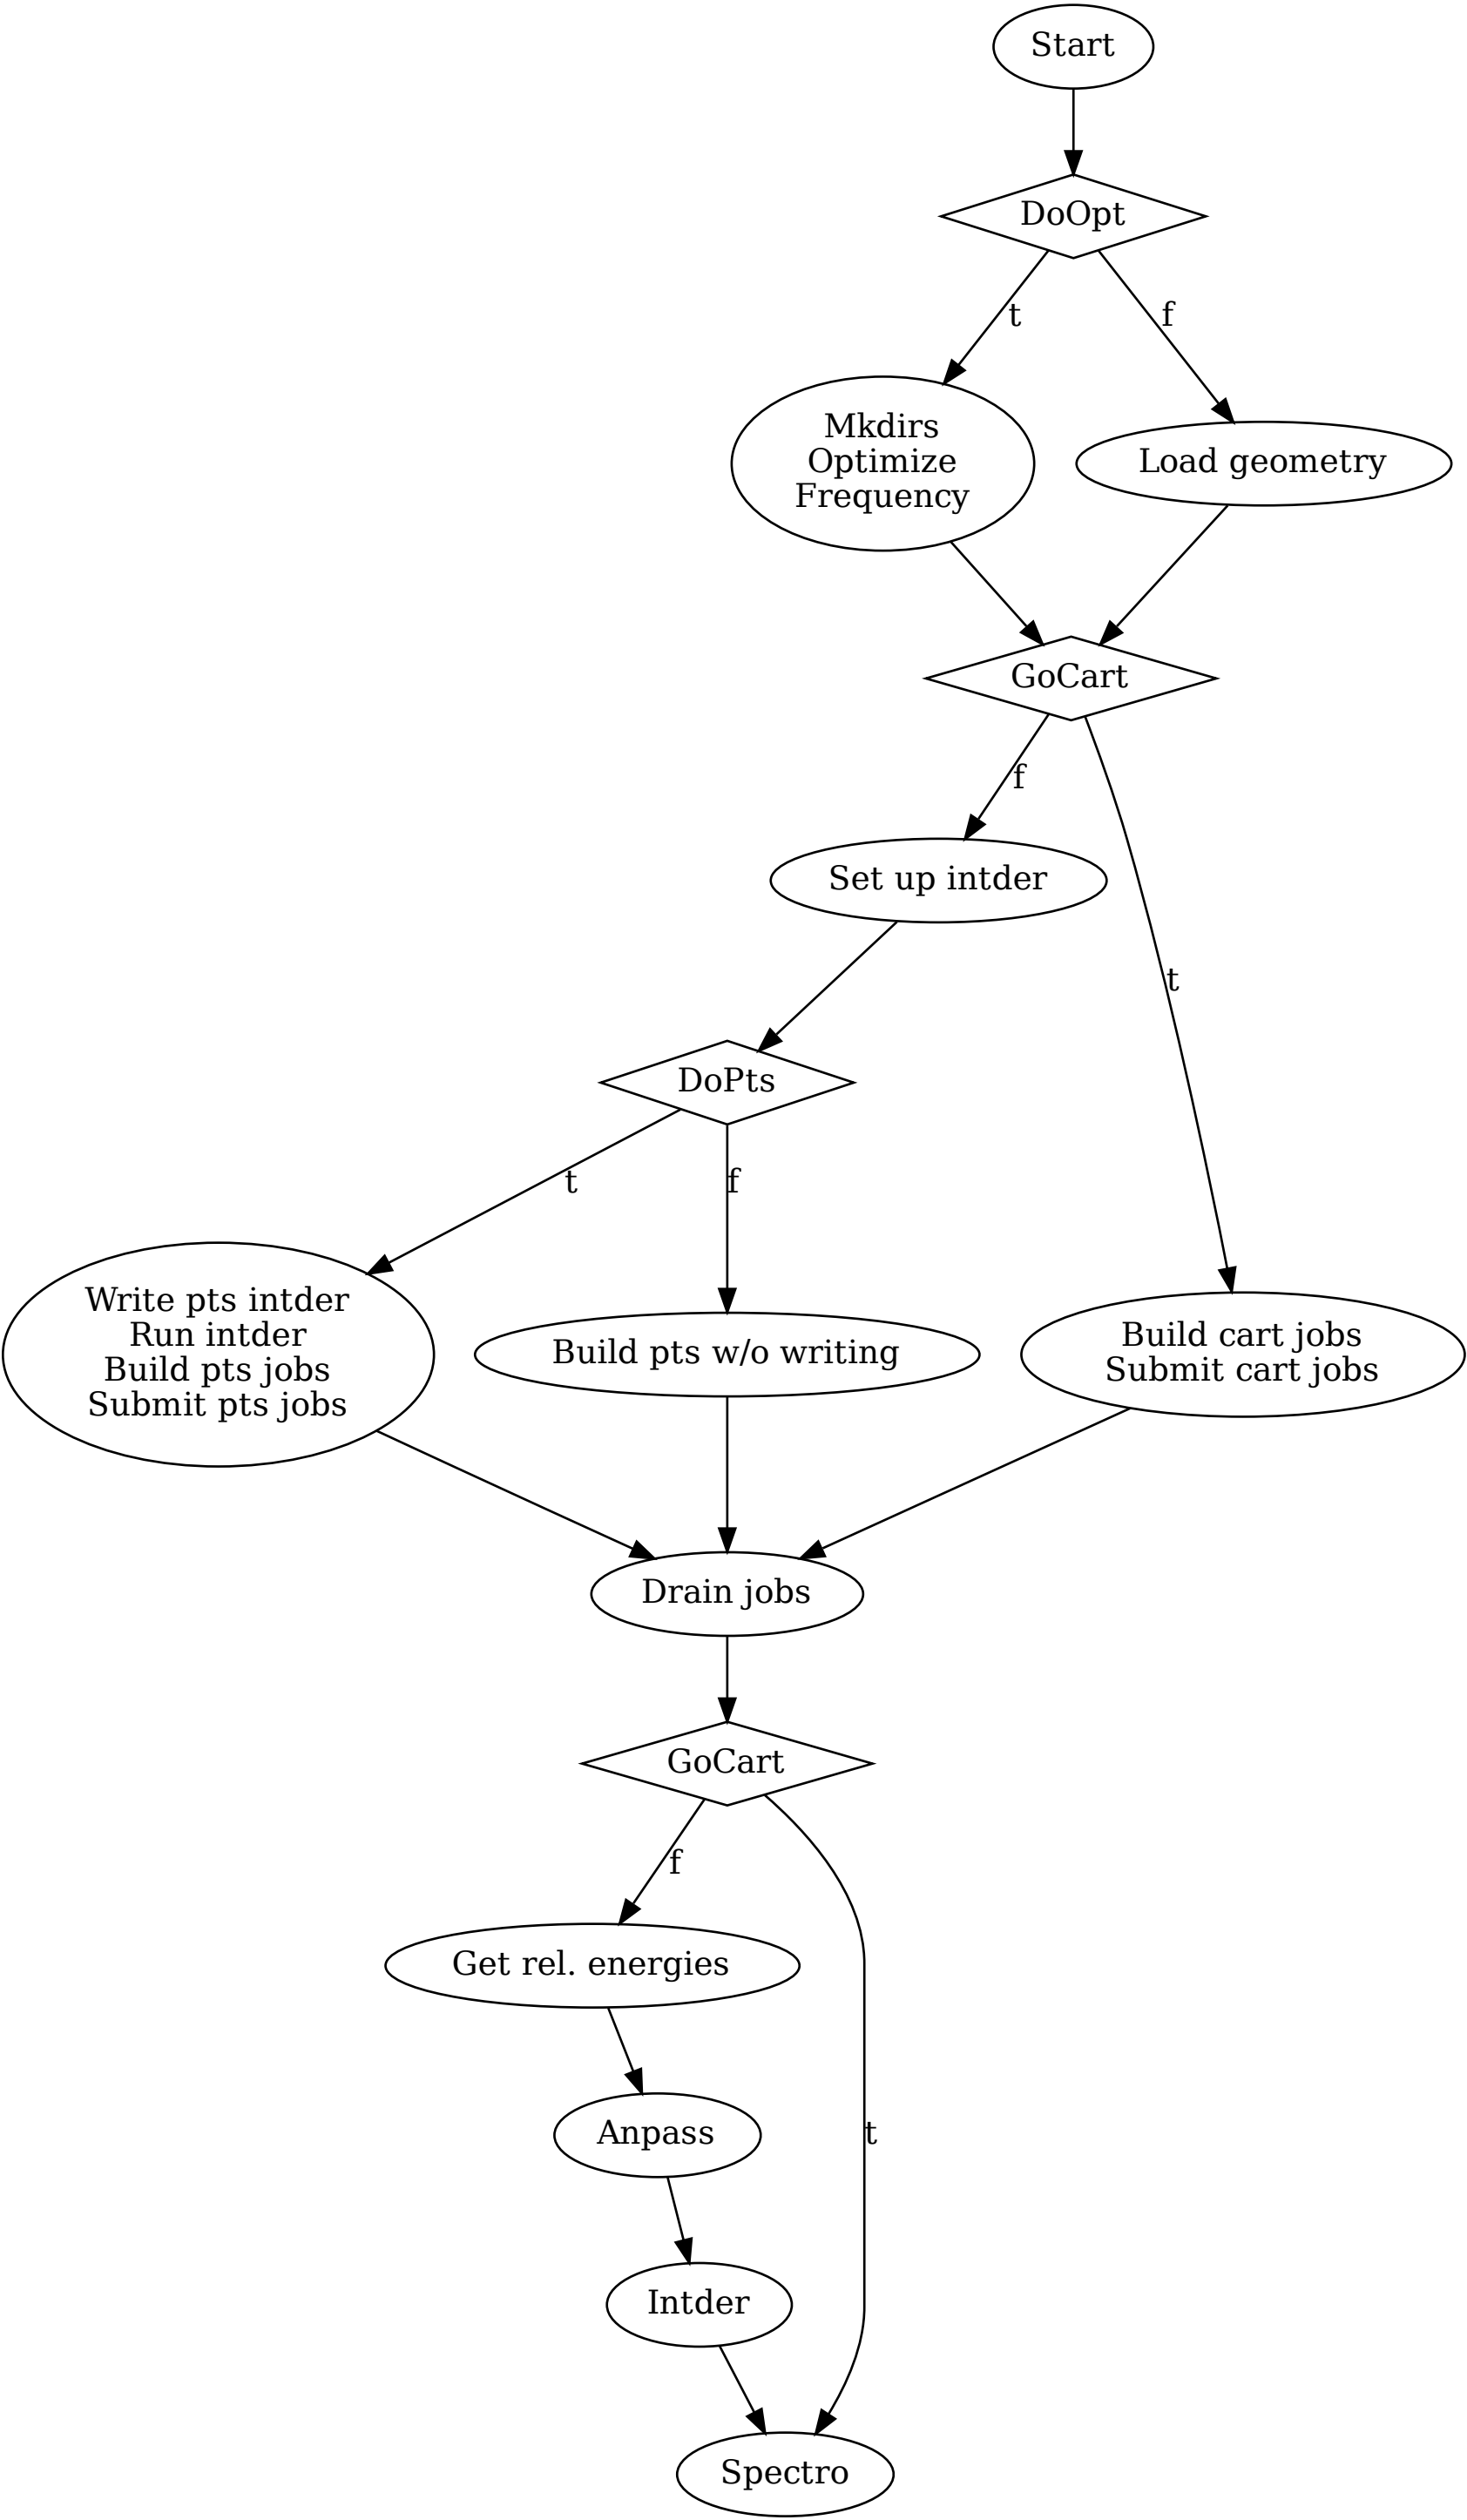 Start
DoOpt
t
f
Mkdirs
Optimize
Frequency
Load geometry
GoCart
f
Set up intder
t
DoPts
t
f
Write pts intder
Run intder
Build pts jobs
Submit pts jobs
Build pts w/o writing
Build cart jobs
Submit cart jobs
Drain jobs
GoCart
f
Get rel. energies
Anpass
t
Intder
Spectro